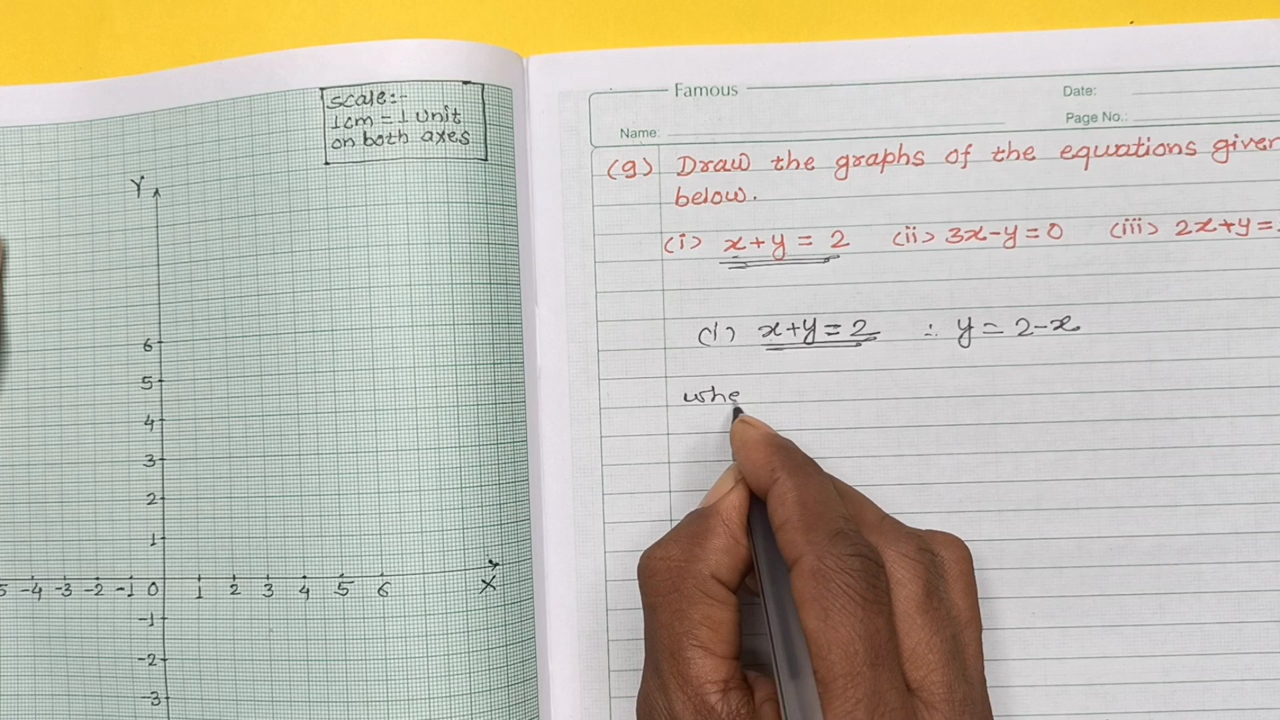 scale:-
1cm = 1 unit
on both axes
Y
6
5
4
3
2
1
-4 -3 -2 -1 0 1 2 3 4 5 6 X
-1
-2
-3
Famous
Date:
Name:
Page No.:
(9) Draw the graphs of the equations given
below.
(i) x+y = 2 (ii) 3x-y=0 (iii) 2x+y=
(i) x+y=2 ∴ y = 2-x
whe